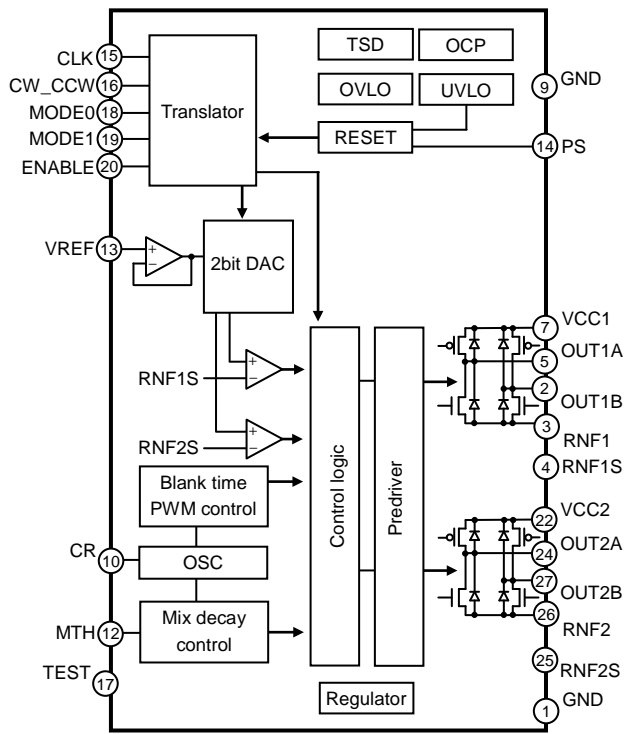 TSD
OCP
OVLO
UVLO
RESET
CLK 15
CW_CCW 16
MODE0 18
MODE1 19
ENABLE 20
Translator
9 GND
14 PS
VREF 13
+
−
2bit DAC
RNF1S
+
−
RNF2S
+
−
Blank time
PWM control
CR 10
OSC
MTH 12
Mix decay
control
TEST 17
Control logic
Predriver
Regulator
7 VCC1
5 OUT1A
2 OUT1B
3 RNF1
4 RNF1S
22 VCC2
24 OUT2A
27 OUT2B
26 RNF2
25 RNF2S
1 GND